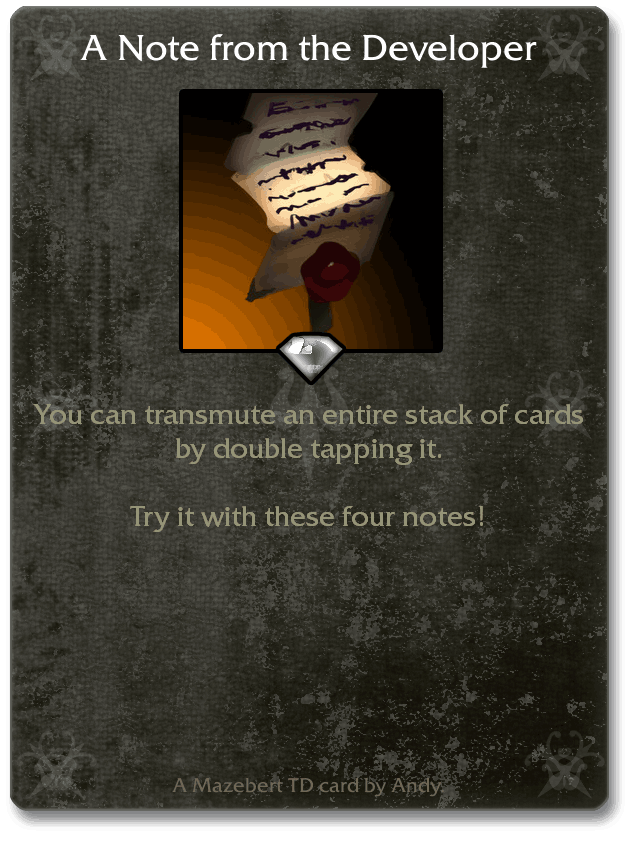 A Note from the Developer
You can transmute an entire stack of cards
by double tapping it.
Try it with these four notes!
A Mazebert TD card by Andy